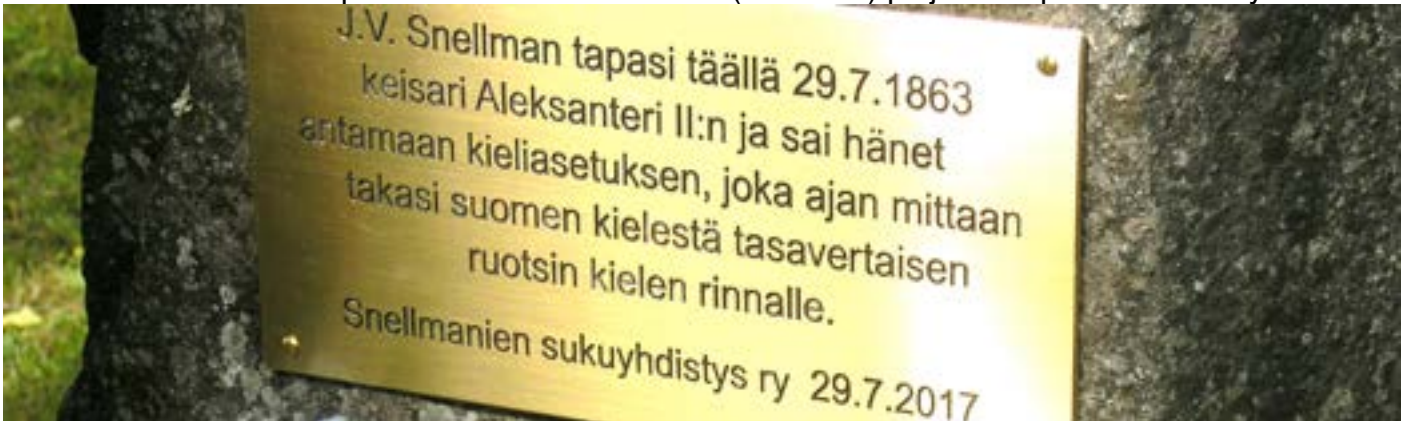 J.V. Snellman tapasi täällä 29.7.1863
keisari Aleksanteri II:n ja sai hänet
antamaan kieliasetuksen, joka ajan mittaan
takasi suomen kielestä tasavertaisen
ruotsin kielen rinnalle.
Snellmanien sukuyhdistys ry 29.7.2017